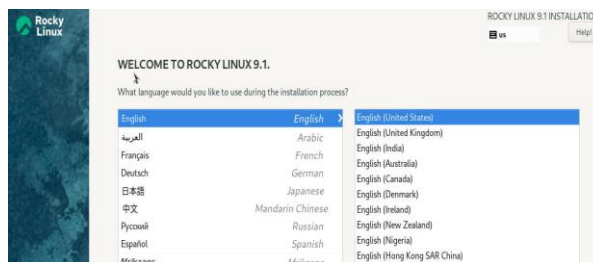 Rocky
Linux
ROCKY LINUX 9.1 INSTALLATIO
us
Help!
WELCOME TO ROCKY LINUX 9.1.
What language would you like to use during the installation process?
English English
العربية Arabic
Français French
Deutsch German
日本語 Japanese
中文 Mandarin Chinese
Русский Russian
Español Spanish
Afrikaans Afrikaans
English (United States)
English (United Kingdom)
English (India)
English (Australia)
English (Canada)
English (Denmark)
English (Ireland)
English (New Zealand)
English (Nigeria)
English (Hong Kong SAR China)